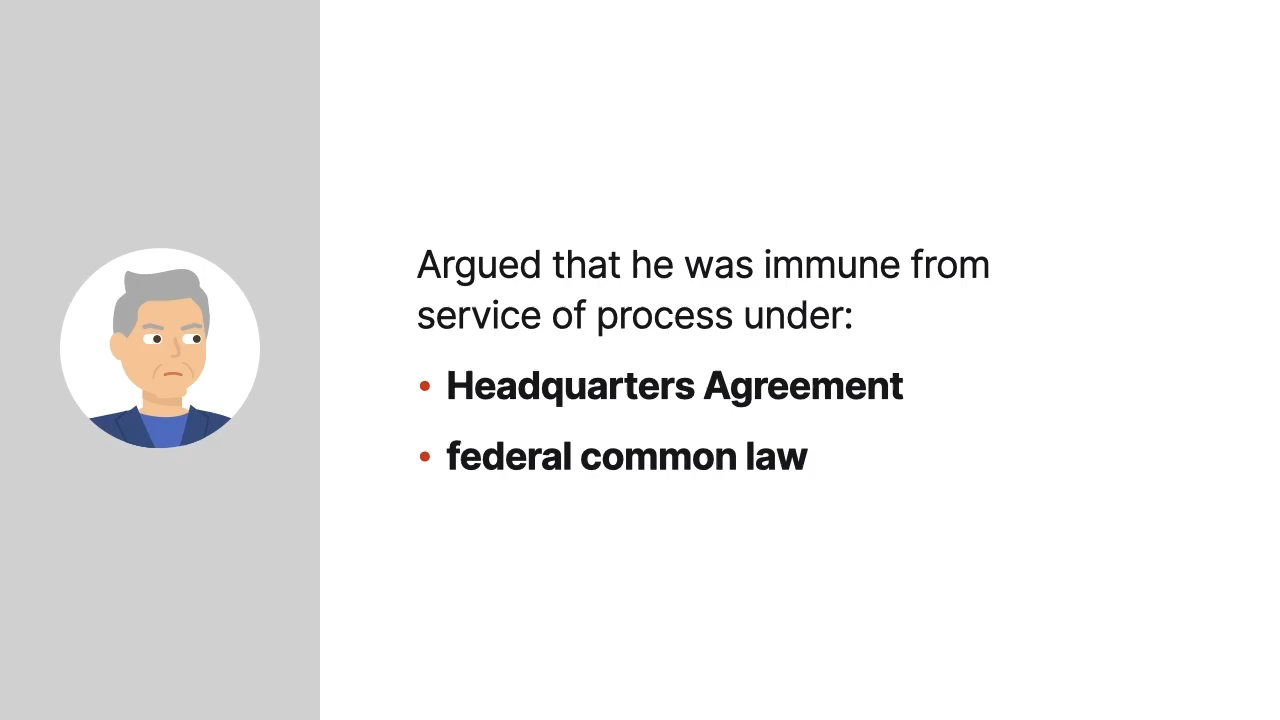 Argued that he was immune from
service of process under:
• Headquarters Agreement
• federal common law